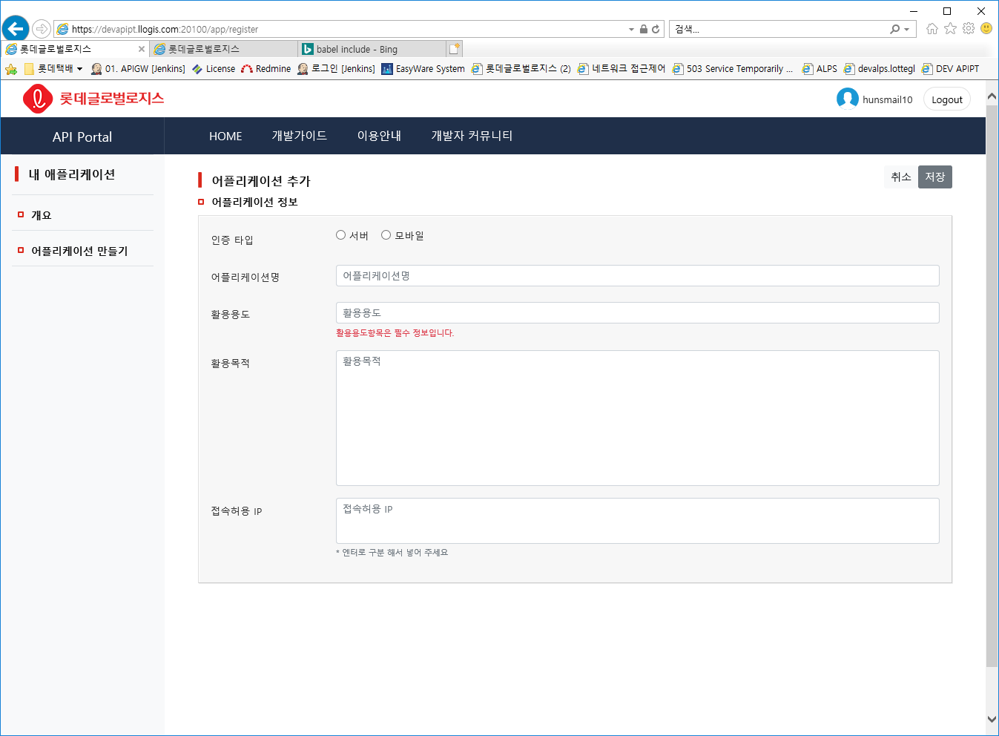 https://devapipt.llogis.com:20100/app/register
검색...
롯데글로벌로지스
롯데글로벌로지스
babel include - Bing
롯데택배
01. APIGW [Jenkins]
License
Redmine
로그인 [Jenkins]
EasyWare System
롯데글로벌로지스 (2)
네트워크 접근제어
503 Service Temporarily ...
ALPS
devalps.lottegl
DEV APIPT
롯데글로벌로지스
hunsmail10
Logout
API Portal
HOME
개발가이드
이용안내
개발자 커뮤니티
내 애플리케이션
개요
어플리케이션 만들기
어플리케이션 추가
취소
저장
어플리케이션 정보
인증 타입
서버
모바일
어플리케이션명
어플리케이션명
활용용도
활용용도
활용용도항목은 필수 정보입니다.
활용목적
활용목적
접속허용 IP
접속허용 IP
* 엔터로 구분 해서 넣어 주세요